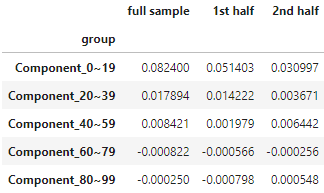 full sample 1st half 2nd half
group
Component_0~19 0.082400 0.051403 0.030997
Component_20~39 0.017894 0.014222 0.003671
Component_40~59 0.008421 0.001979 0.006442
Component_60~79 -0.000822 -0.000566 -0.000256
Component_80~99 -0.000250 -0.000798 0.000548